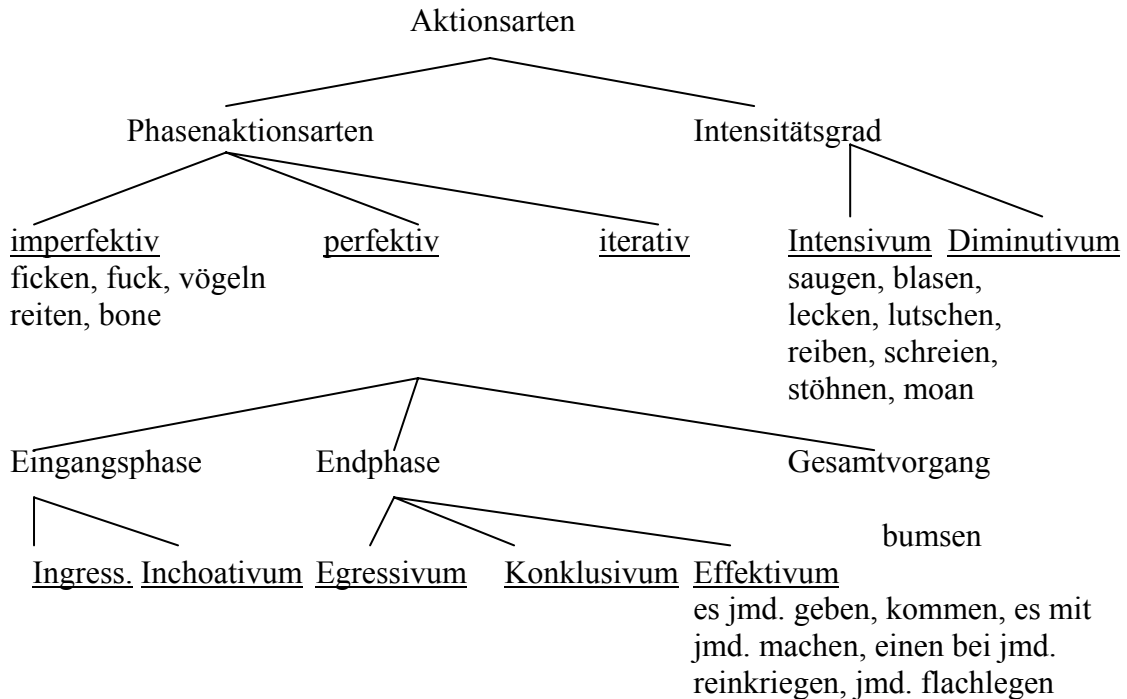 Aktionsarten
Phasenaktionsarten Intensitätsgrad
imperfektiv perfektiv iterativ Intensivum Diminutivum
ficken, fuck, vögeln saugen, blasen,
reiten, bone lecken, lutschen,
reiben, schreien,
stöhnen, moan
Eingangsphase Endphase Gesamtvorgang
bumsen
Ingress. Inchoativum Egressivum Konklusivum Effektivum
es jmd. geben, kommen, es mit
jmd. machen, einen bei jmd.
reinkriegen, jmd. flachlegen